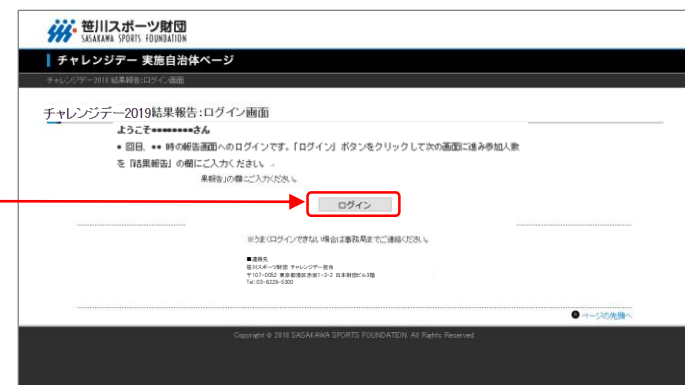 笹川スポーツ財団
SASAKAWA SPORTS FOUNDATION
チャレンジデー 実施自治体ページ
チャレンジデー2018 結果報告:ログイン画面
チャレンジデー2019結果報告:ログイン画面
ようこそ********さん
* 回目、** 時の報告画面へのログインです。「ログイン」ボタンをクリックして次の画面に進み参加人数
を「結果報告」の欄にご入力ください。
果報告」の欄にご入力ください。
ログイン
※うまくログインできない場合は事務局までご連絡ください。
■連絡先
笹川スポーツ財団 チャレンジデー担当
〒107-0052 東京都港区赤坂1-2-2 日本財団ビル3階
Tel:03-6229-5300
ページの先頭へ
Copyright © 2018 SASAKAWA SPORTS FOUNDATION, All Rights Reserved.